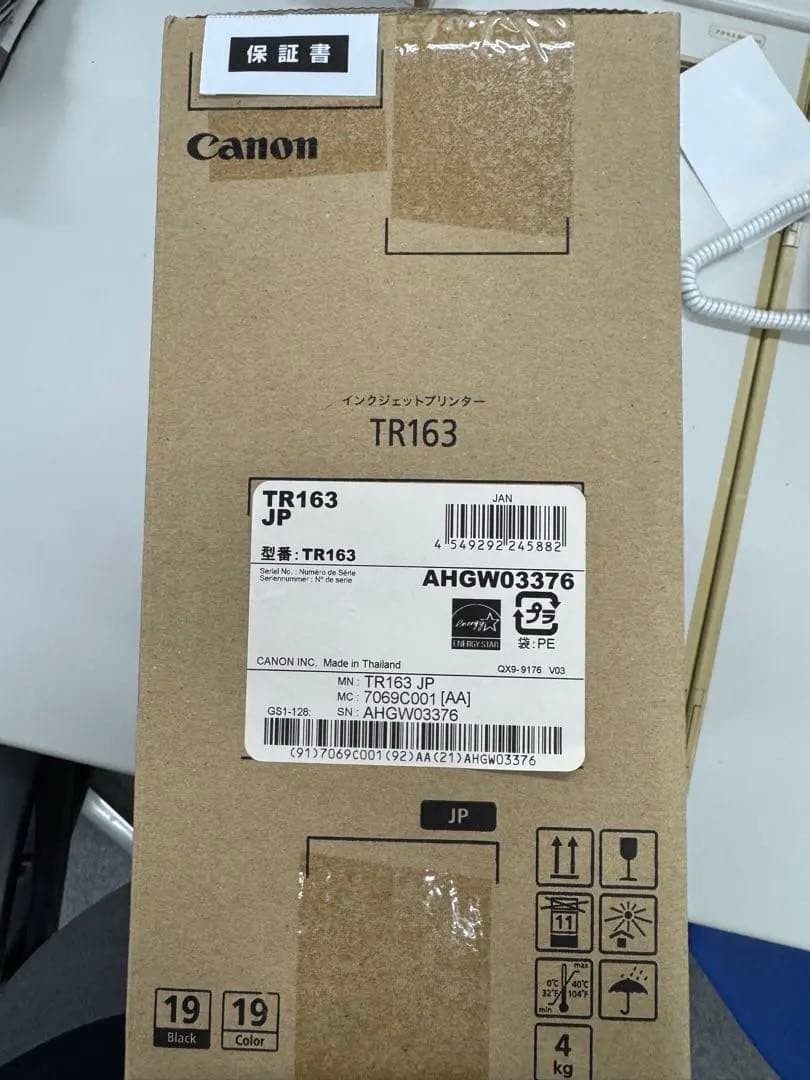 保証書
Canon
インクジェットプリンター
TR163
TR163
JP
JAN
4 549292 245882
型番: TR163
Serial No. : Numéro de Série
Seriennummer : N° de serie
AHGW03376
energy
ENERGY STAR
プラ
袋: PE
CANON INC. Made in Thailand
QX9-9176 V03
MN : TR163 JP
MC : 7069C001 [AA]
GS1-128: SN : AHGW03376
(91)7069C001(92)AA(21)AHGW03376
JP
11
max
0°C 40°C
32°F 104°F
min
19 19
Black Color
4
kg